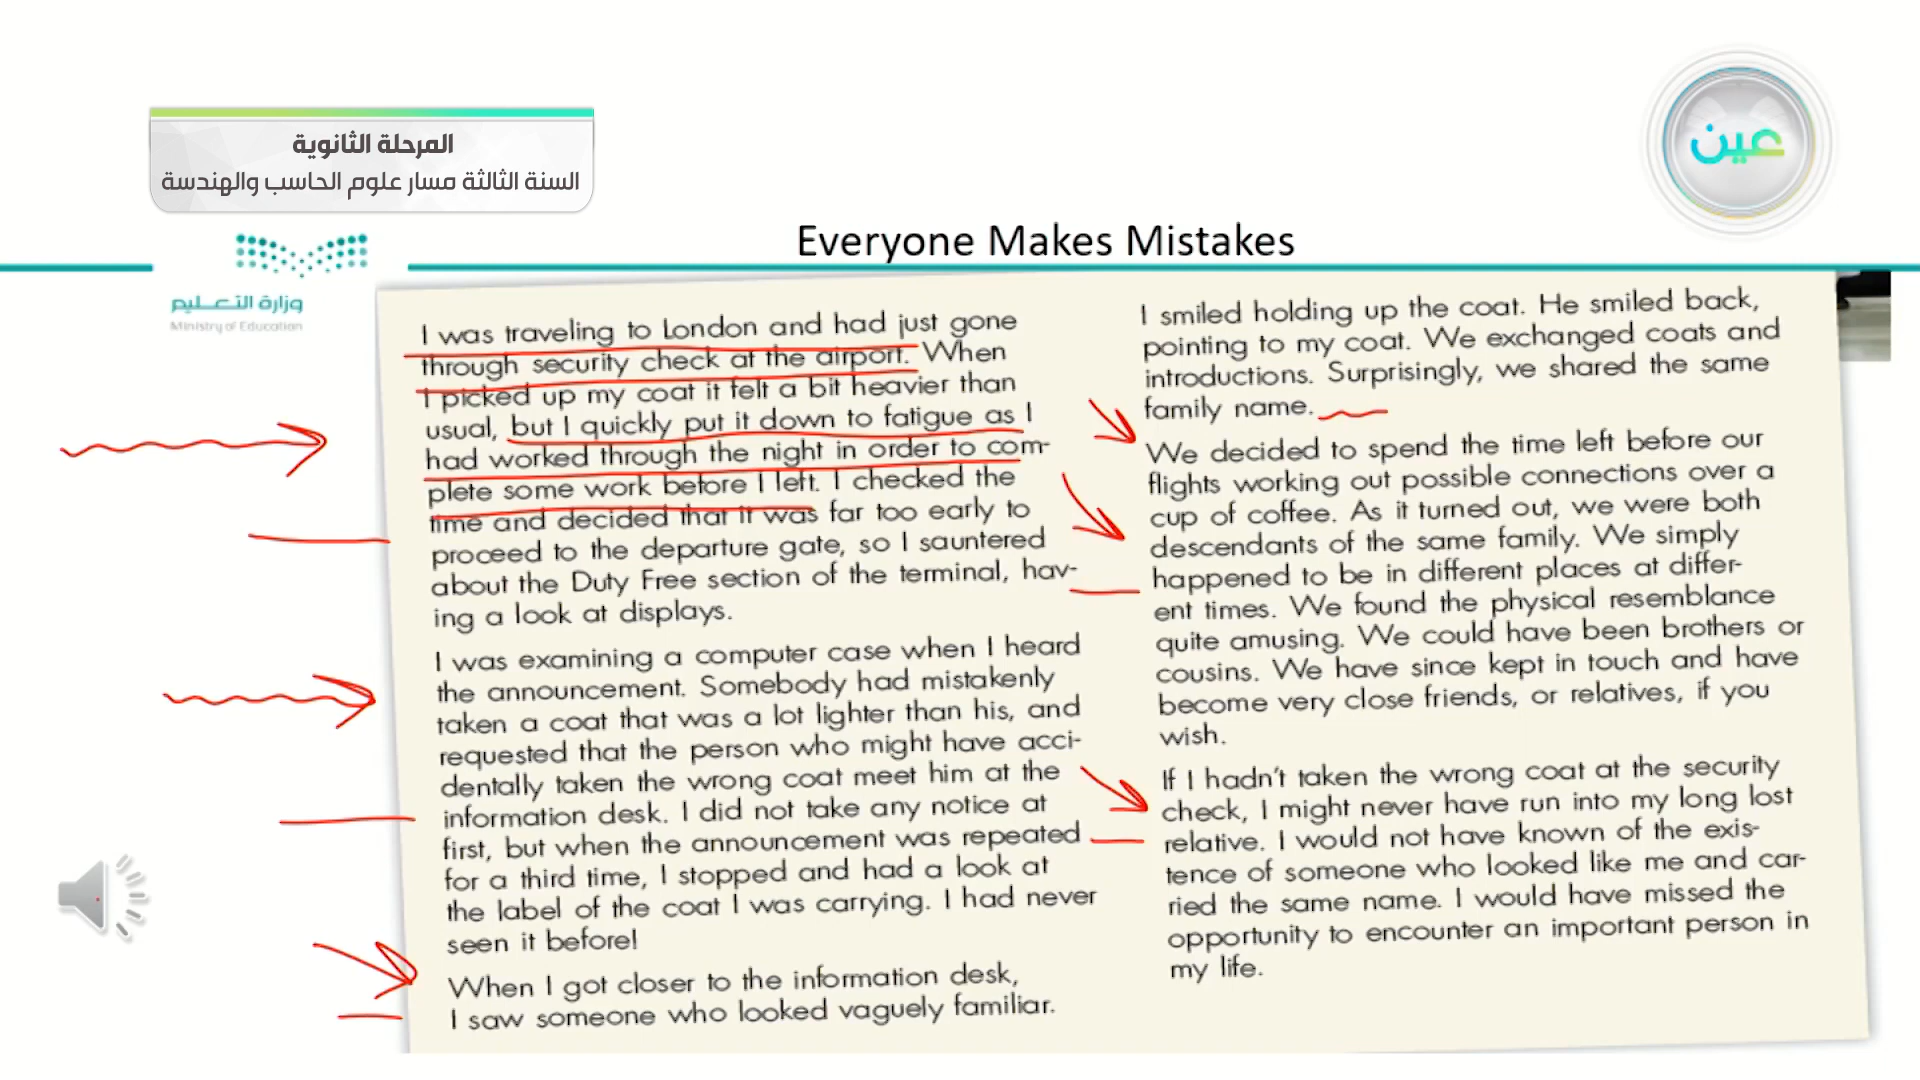 المرحلة الثانوية
السنة الثالثة مسار علوم الحاسب والهندسة
عين
Everyone Makes Mistakes
وزارة التعليم
Ministry of Education
I was traveling to London and had just gone
through security check at the airport. When
I picked up my coat it felt a bit heavier than
usual, but I quickly put it down to fatigue as I
had worked through the night in order to com-
plete some work before I left. I checked the
time and decided that it was far too early to
proceed to the departure gate, so I sauntered
about the Duty Free section of the terminal, hav-
ing a look at displays.
I was examining a computer case when I heard
the announcement. Somebody had mistakenly
taken a coat that was a lot lighter than his, and
requested that the person who might have acci-
dentally taken the wrong coat meet him at the
information desk. I did not take any notice at
first, but when the announcement was repeated
for a third time, I stopped and had a look at
the label of the coat I was carrying. I had never
seen it before!
When I got closer to the information desk,
I saw someone who looked vaguely familiar.
I smiled holding up the coat. He smiled back,
pointing to my coat. We exchanged coats and
introductions. Surprisingly, we shared the same
family name.
We decided to spend the time left before our
flights working out possible connections over a
cup of coffee. As it turned out, we were both
descendants of the same family. We simply
happened to be in different places at differ-
ent times. We found the physical resemblance
quite amusing. We could have been brothers or
cousins. We have since kept in touch and have
become very close friends, or relatives, if you
wish.
If I hadn't taken the wrong coat at the security
check, I might never have run into my long lost
relative. I would not have known of the exis-
tence of someone who looked like me and car-
ried the same name. I would have missed the
opportunity to encounter an important person in
my life.